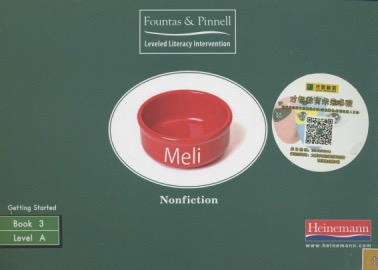 Fountas & Pinnell
Leveled Literacy Intervention
Meli
Nonfiction
Getting Started
Book 3
Level A
Heinemann
www.heinemann.com